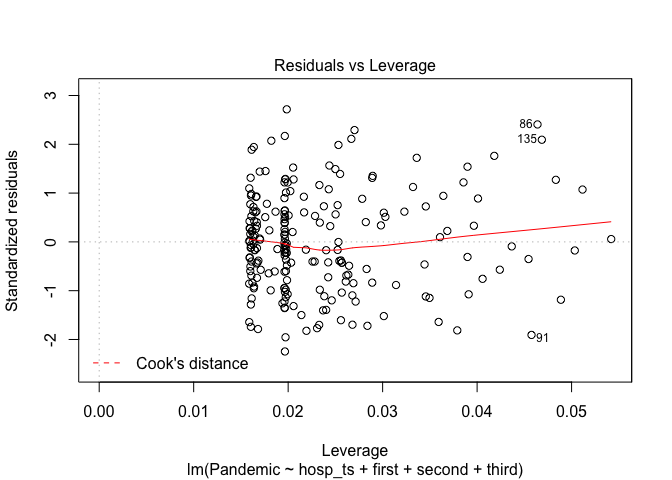 Residuals vs Leverage
Standardized residuals
3
2
1
0
-1
-2
86
135
91
Cook's distance
0.00 0.01 0.02 0.03 0.04 0.05
Leverage
lm(Pandemic ~ hosp_ts + first + second + third)